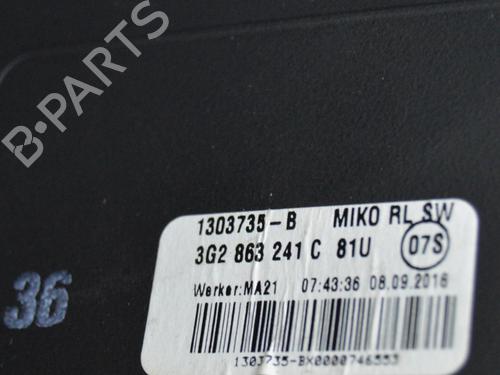 B-PARTS
1303735-B MIKO RL SW
3G2 863 241 C 81U 07S
Werker:MA21 07:43:36 08.09.2016
1303735-BX0000746553
36